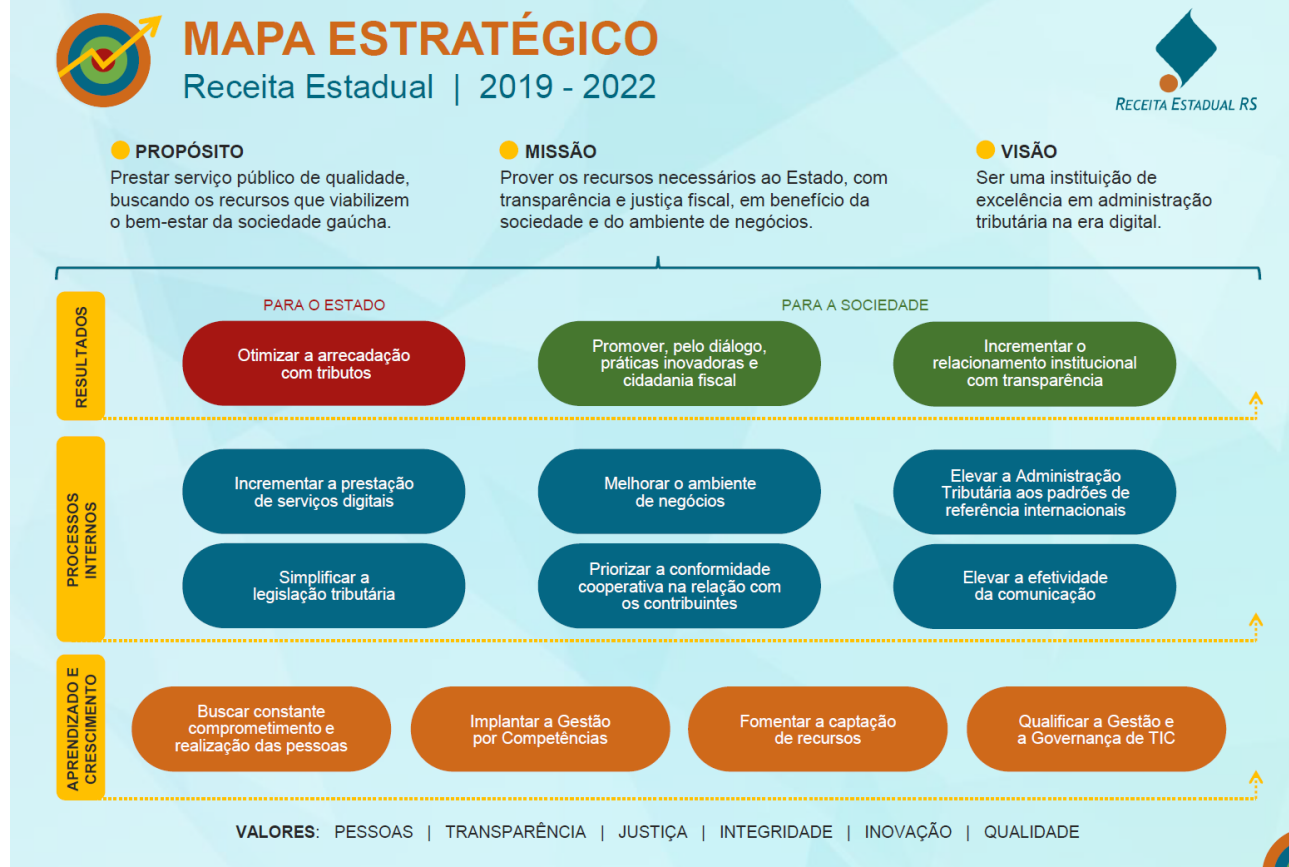 MAPA ESTRATÉGICO
Receita Estadual | 2019 - 2022
RECEITA ESTADUAL RS
PROPÓSITO
Prestar serviço público de qualidade,
buscando os recursos que viabilizem
o bem-estar da sociedade gaúcha.
MISSÃO
Prover os recursos necessários ao Estado, com
transparência e justiça fiscal, em benefício da
sociedade e do ambiente de negócios.
VISÃO
Ser uma instituição de
excelência em administração
tributária na era digital.
RESULTADOS
PARA O ESTADO
Otimizar a arrecadação
com tributos
PARA A SOCIEDADE
Promover, pelo diálogo,
práticas inovadoras e
cidadania fiscal
Incrementar o
relacionamento institucional
com transparência
PROCESSOS
INTERNOS
Incrementar a prestação
de serviços digitais
Melhorar o ambiente
de negócios
Elevar a Administração
Tributária aos padrões de
referência internacionais
Simplificar a
legislação tributária
Priorizar a conformidade
cooperativa na relação com
os contribuintes
Elevar a efetividade
da comunicação
APRENDIZADO E
CRESCIMENTO
Buscar constante
comprometimento e
realização das pessoas
Implantar a Gestão
por Competências
Fomentar a captação
de recursos
Qualificar a Gestão e
a Governança de TIC
VALORES: PESSOAS | TRANSPARÊNCIA | JUSTIÇA | INTEGRIDADE | INOVAÇÃO | QUALIDADE